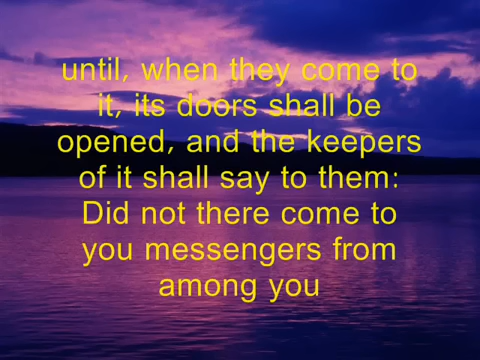 until, when they come to
it, its doors shall be
opened, and the keepers
of it shall say to them:
Did not there come to
you messengers from
among you